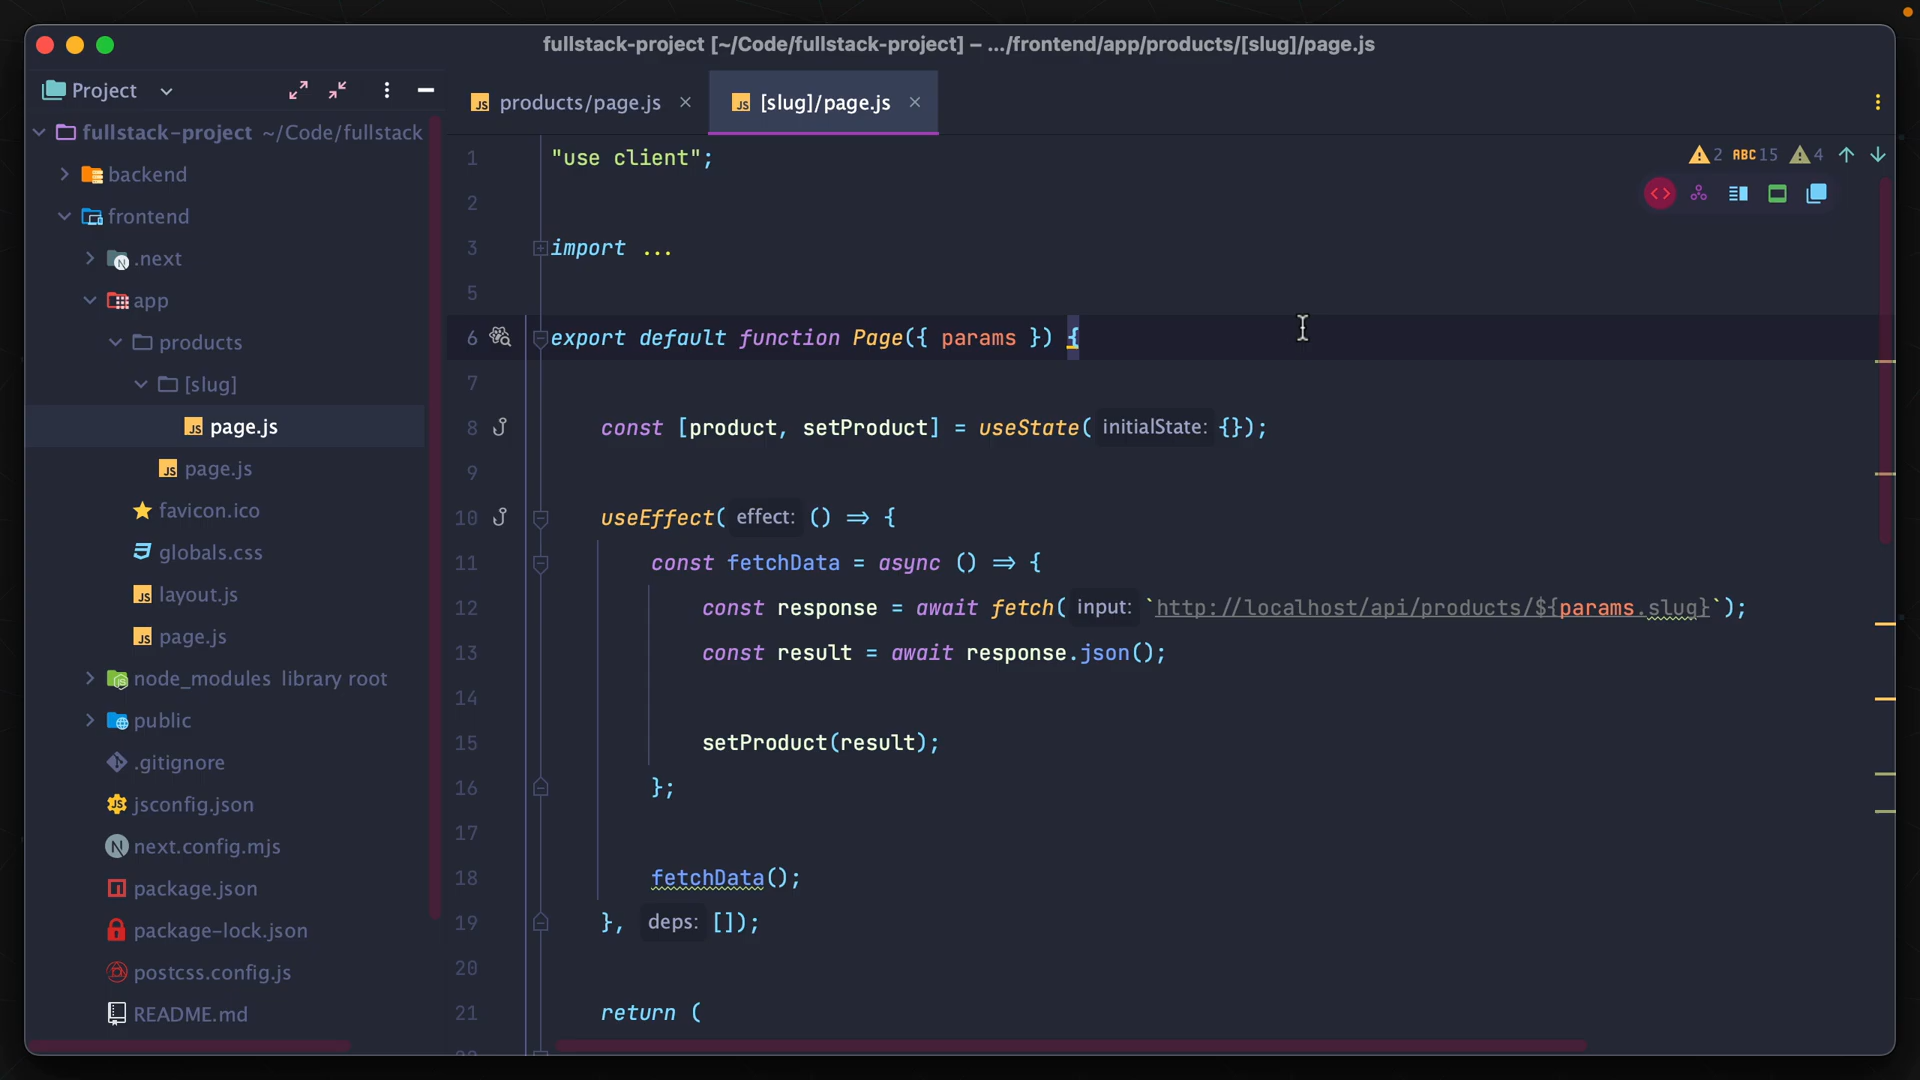 fullstack-project [~/Code/fullstack-project] – .../frontend/app/products/[slug]/page.js
Project
fullstack-project ~/Code/fullstack
backend
frontend
.next
app
products
[slug]
page.js
page.js
favicon.ico
globals.css
layout.js
page.js
node_modules library root
public
.gitignore
jsconfig.json
next.config.mjs
package.json
package-lock.json
postcss.config.js
README.md
products/page.js
[slug]/page.js
2 ABC 15 4
1 "use client";
2
3 import ...
5
6 export default function Page({ params }) {
7
8 const [product, setProduct] = useState( initialState: {});
9
10 useEffect( effect: () => {
11 const fetchData = async () => {
12 const response = await fetch( input: `http://localhost/api/products/${params.slug}`);
13 const result = await response.json();
14
15 setProduct(result);
16 };
17
18 fetchData();
19 }, deps: []);
20
21 return (